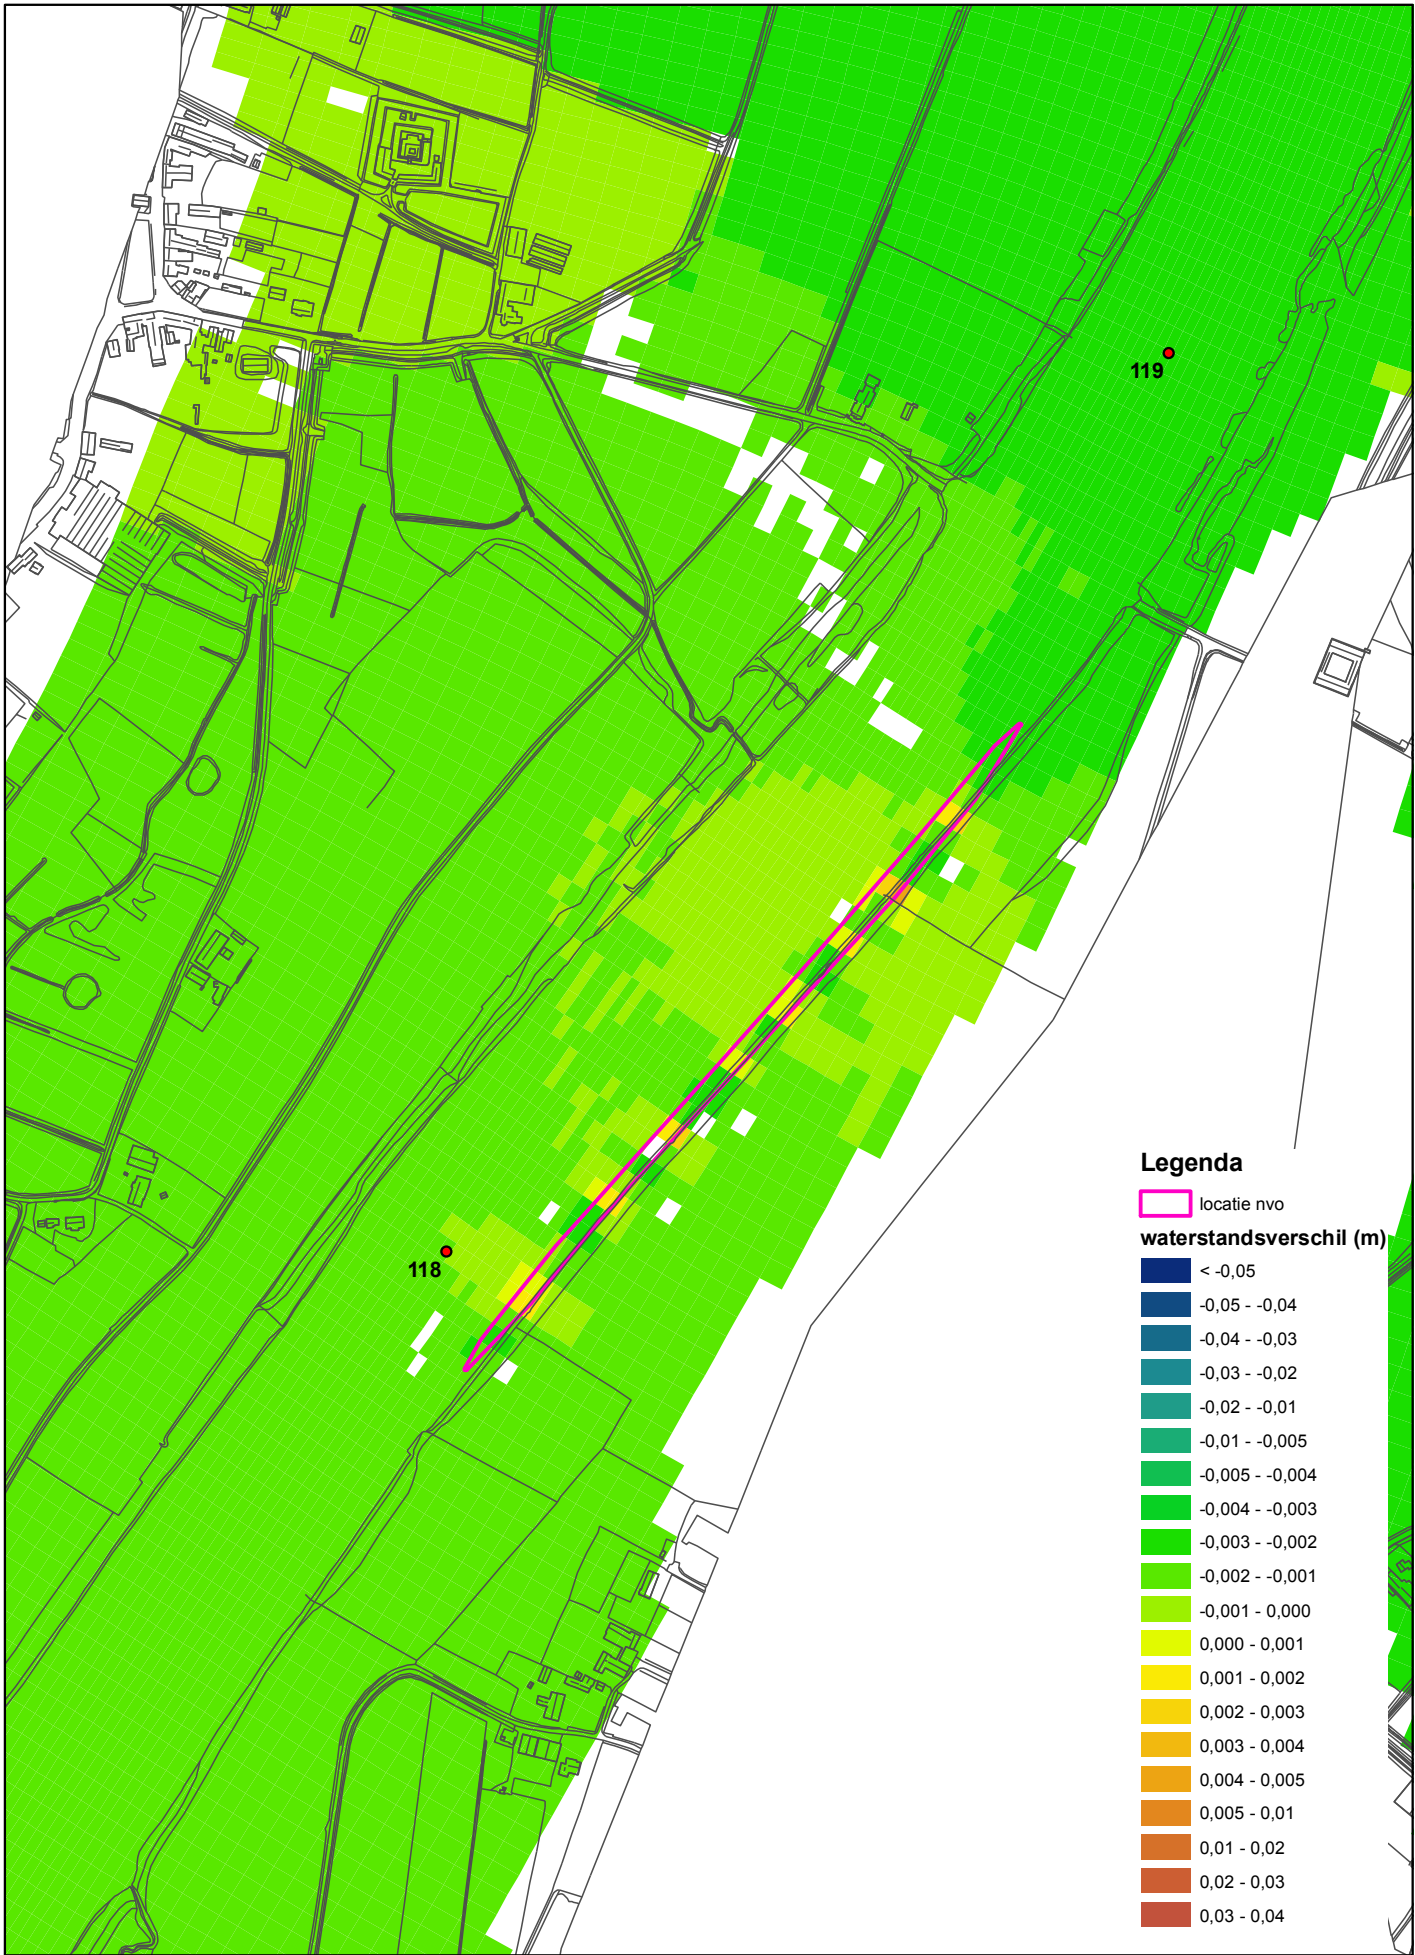 119
118
Legenda
locatie nvo
waterstandsverschil (m)
< -0,05
-0,05 - -0,04
-0,04 - -0,03
-0,03 - -0,02
-0,02 - -0,01
-0,01 - -0,005
-0,005 - -0,004
-0,004 - -0,003
-0,003 - -0,002
-0,002 - -0,001
-0,001 - 0,000
0,000 - 0,001
0,001 - 0,002
0,002 - 0,003
0,003 - 0,004
0,004 - 0,005
0,005 - 0,01
0,01 - 0,02
0,02 - 0,03
0,03 - 0,04